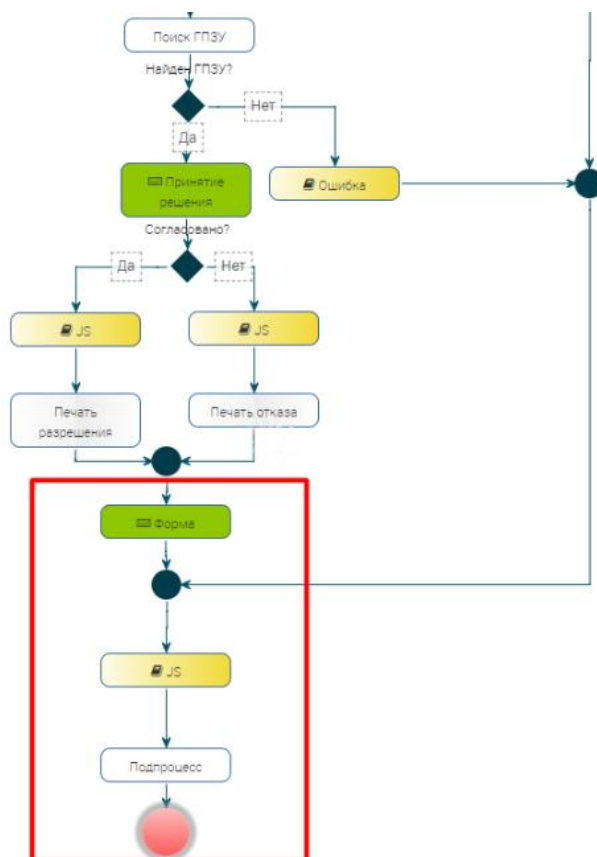 Поиск ГПЗУ
Найден ГПЗУ?
Нет
Да
Принятие
решения
Ошибка
Согласовано?
Да
Нет
JS
JS
Печать
разрешения
Печать отказа
Форма
JS
Подпроцесс